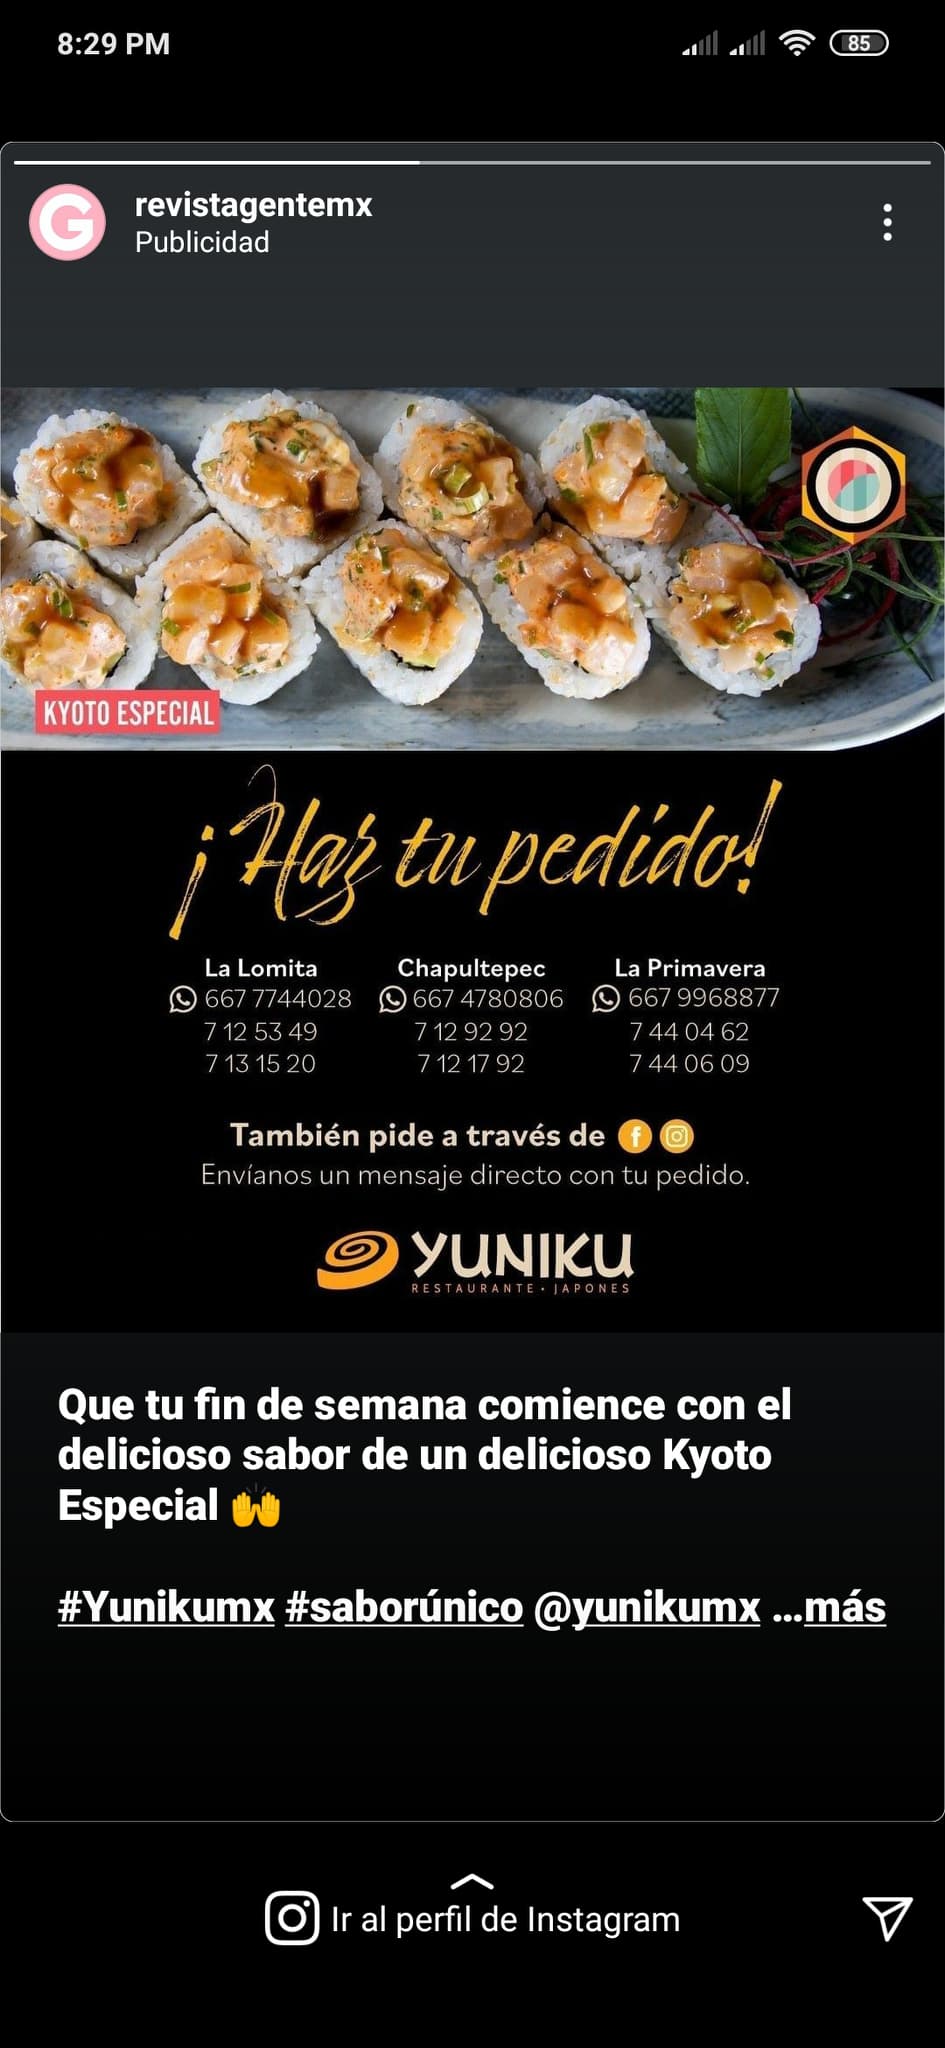 8:29 PM
85
revistagentemx
Publicidad
KYOTO ESPECIAL
¡Haz tu pedido!
La Lomita
667 7744028
7 12 53 49
7 13 15 20
Chapultepec
667 4780806
7 12 92 92
7 12 17 92
La Primavera
667 9968877
7 44 04 62
7 44 06 09
También pide a través de
Envíanos un mensaje directo con tu pedido.
YUNIKU
RESTAURANTE • JAPONES
Que tu fin de semana comience con el
delicioso sabor de un delicioso Kyoto
Especial 🙌
#Yunikumx #saborúnico @yunikumx ...más
Ir al perfil de Instagram